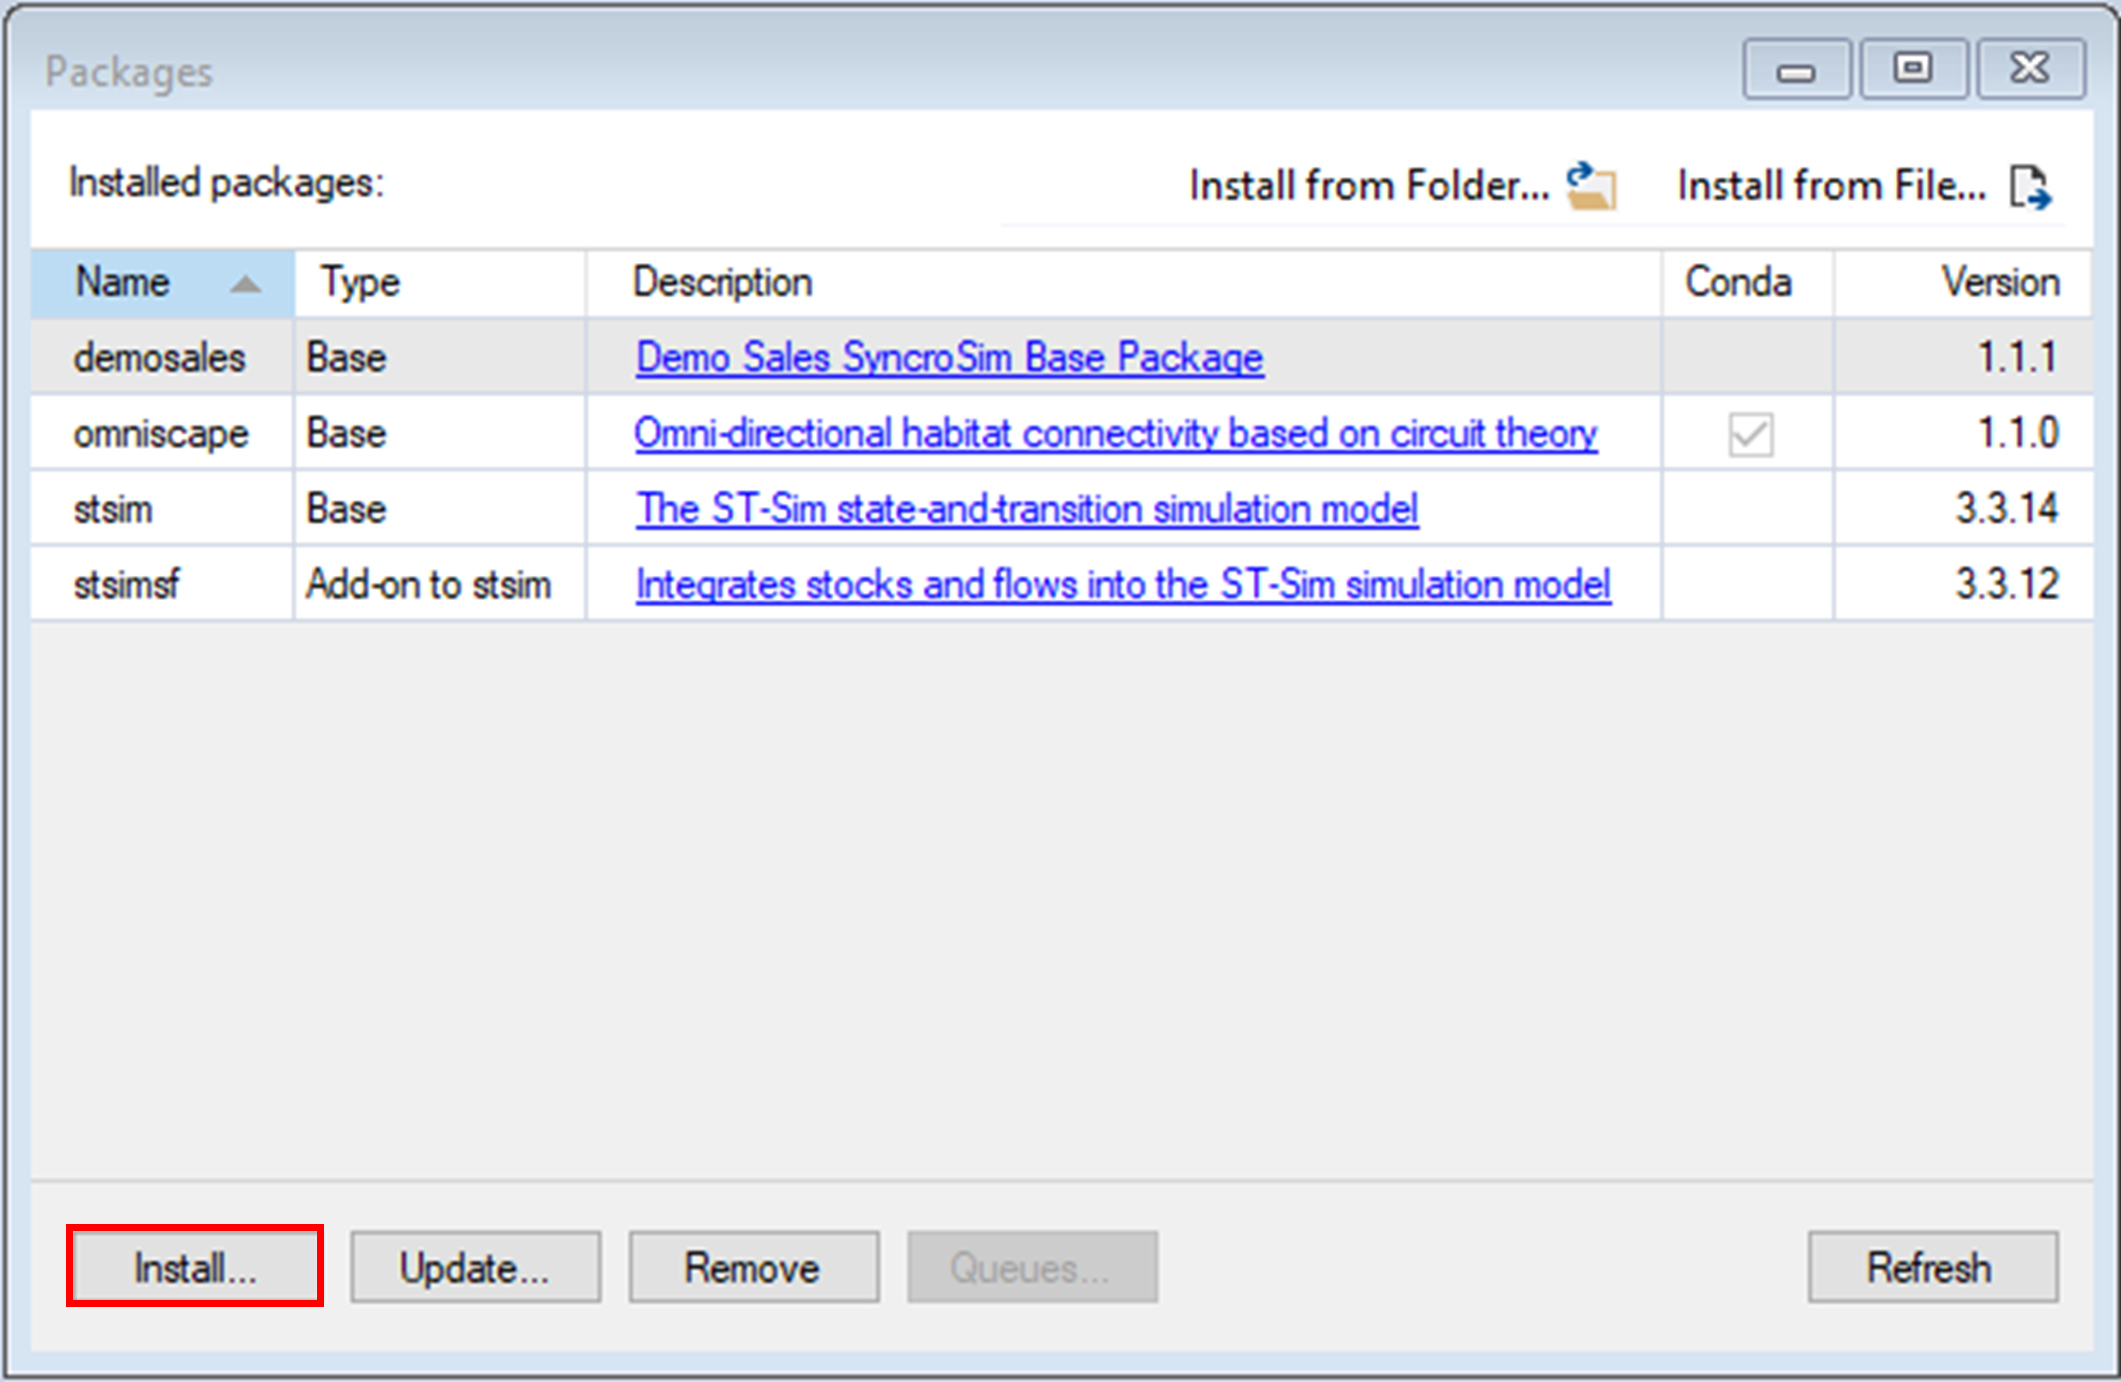 Packages
Installed packages: Install from Folder... Install from File...
Name Type Description Conda Version
demosales Base Demo Sales SyncroSim Base Package 1.1.1
omniscape Base Omni-directional habitat connectivity based on circuit theory 1.1.0
stsim Base The ST-Sim state-and-transition simulation model 3.3.14
stsimsf Add-on to stsim Integrates stocks and flows into the ST-Sim simulation model 3.3.12
Install... Update... Remove Queues... Refresh